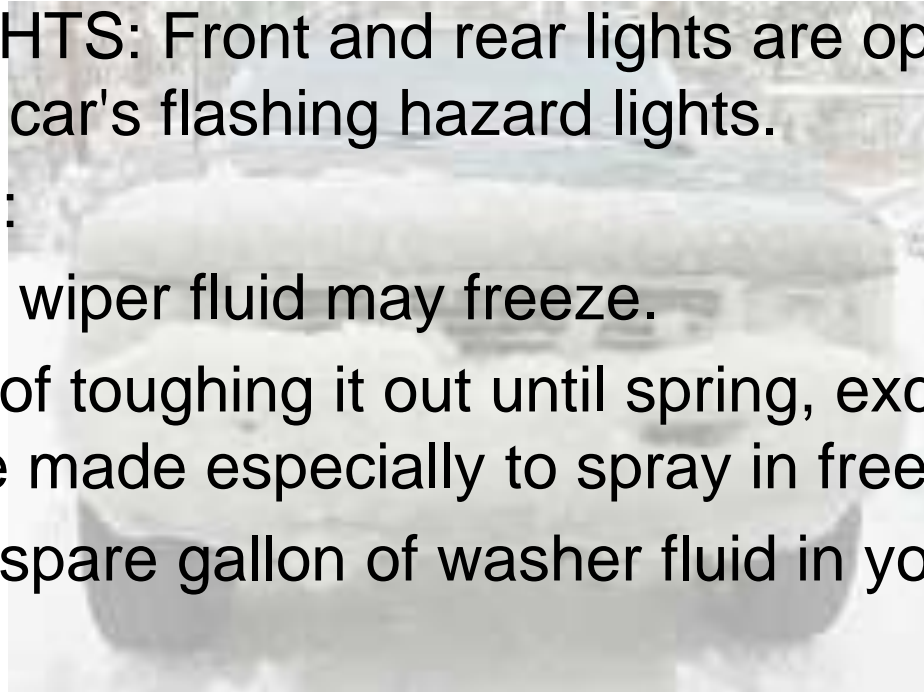 HTS: Front and rear lights are op
car's flashing hazard lights.
:
wiper fluid may freeze.
of toughing it out until spring, exc
e made especially to spray in free
spare gallon of washer fluid in yo